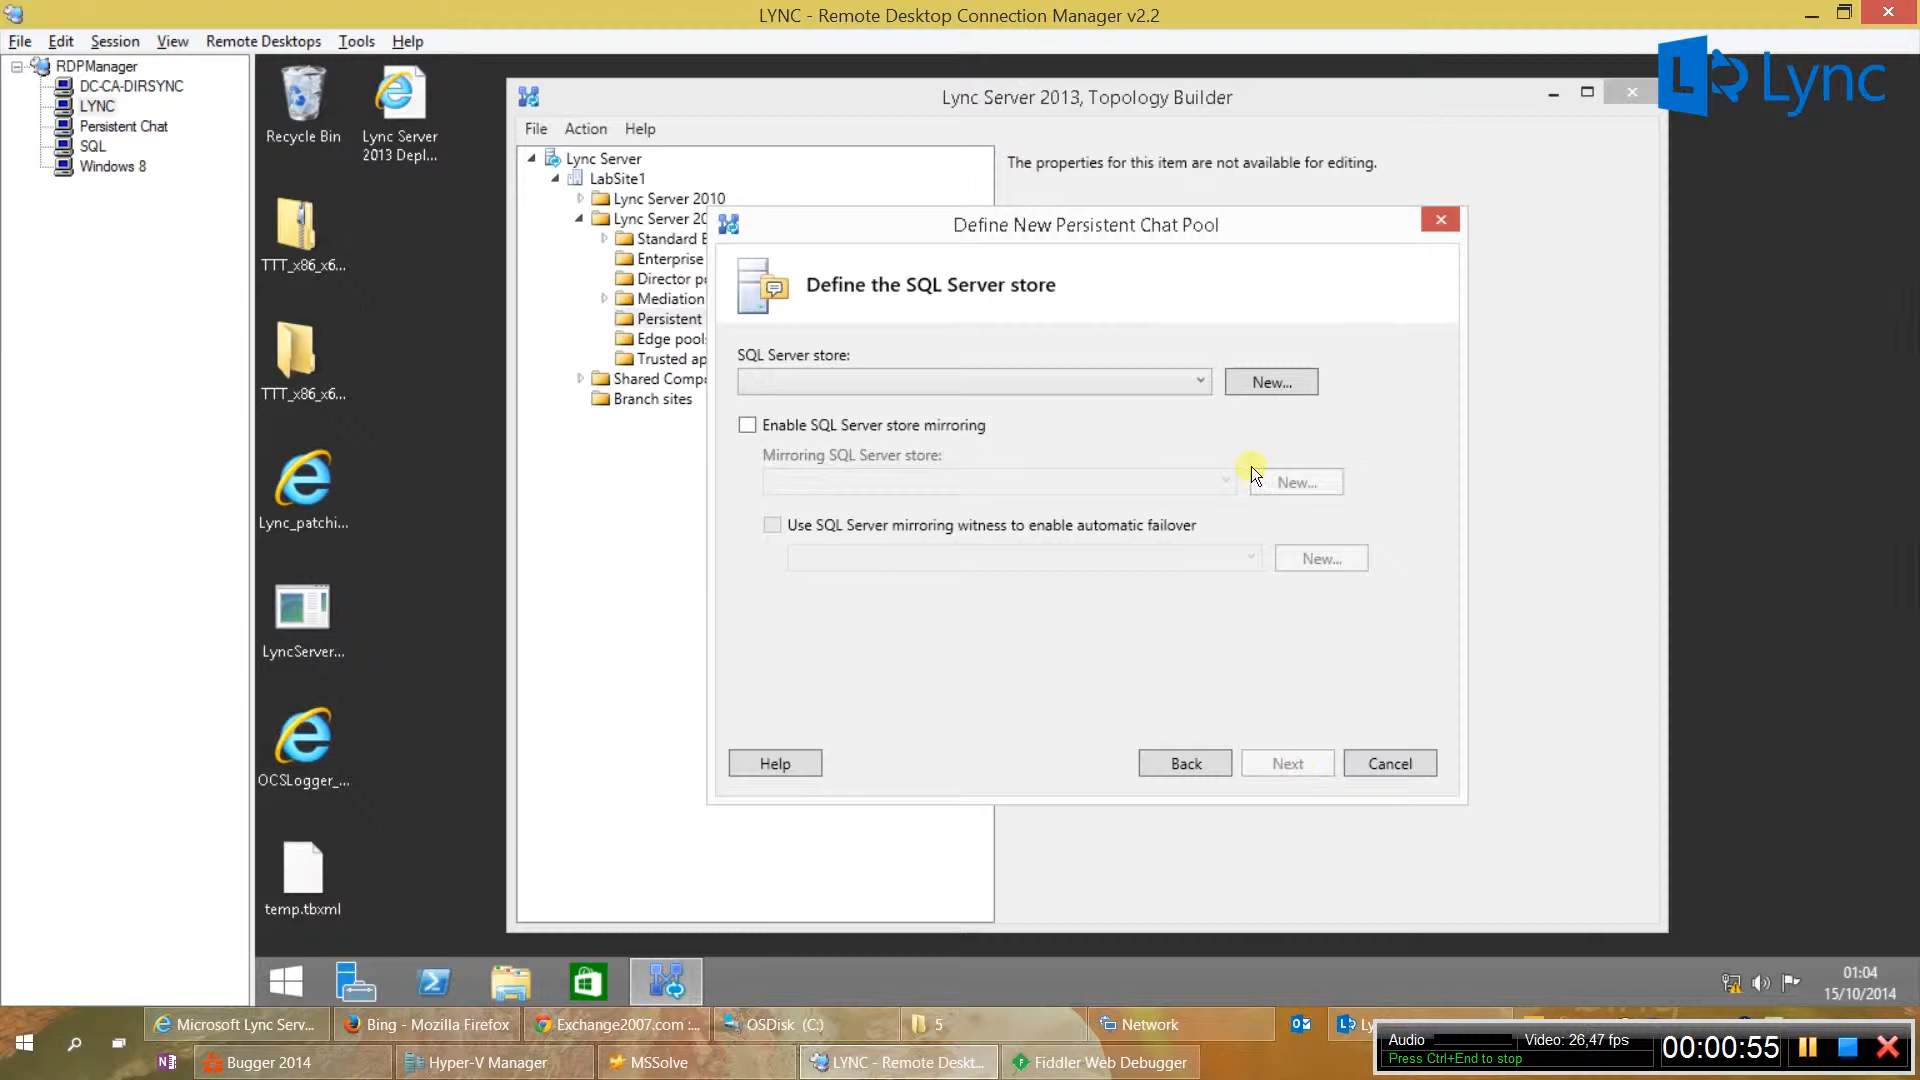 LYNC - Remote Desktop Connection Manager v2.2
File Edit Session View Remote Desktops Tools Help
RDPManager
DC-CA-DIRSYNC
LYNC
Persistent Chat
SQL
Windows 8
Recycle Bin
Lync Server
2013 Depl...
TTT_x86_x6...
TTT_x86_x6...
Lync_patchi...
LyncServer...
OCSLogger_...
temp.tbxml
Lync
Lync Server 2013, Topology Builder
File Action Help
Lync Server
LabSite1
Lync Server 2010
Lync Server 20
Standard E
Enterprise
Director po
Mediation
Persistent
Edge pool
Trusted ap
Shared Comp
Branch sites
The properties for this item are not available for editing.
Define New Persistent Chat Pool
Define the SQL Server store
SQL Server store:
New...
Enable SQL Server store mirroring
Mirroring SQL Server store:
New...
Use SQL Server mirroring witness to enable automatic failover
New...
Help Back Next Cancel
01:04
15/10/2014
Microsoft Lync Serv... Bing - Mozilla Firefox Exchange2007.com :... OSDisk (C:) 5 Network Ly
Bugger 2014 Hyper-V Manager MSSolve LYNC - Remote Deskt... Fiddler Web Debugger
Audio Video: 26,47 fps
Press Ctrl+End to stop
00:00:55